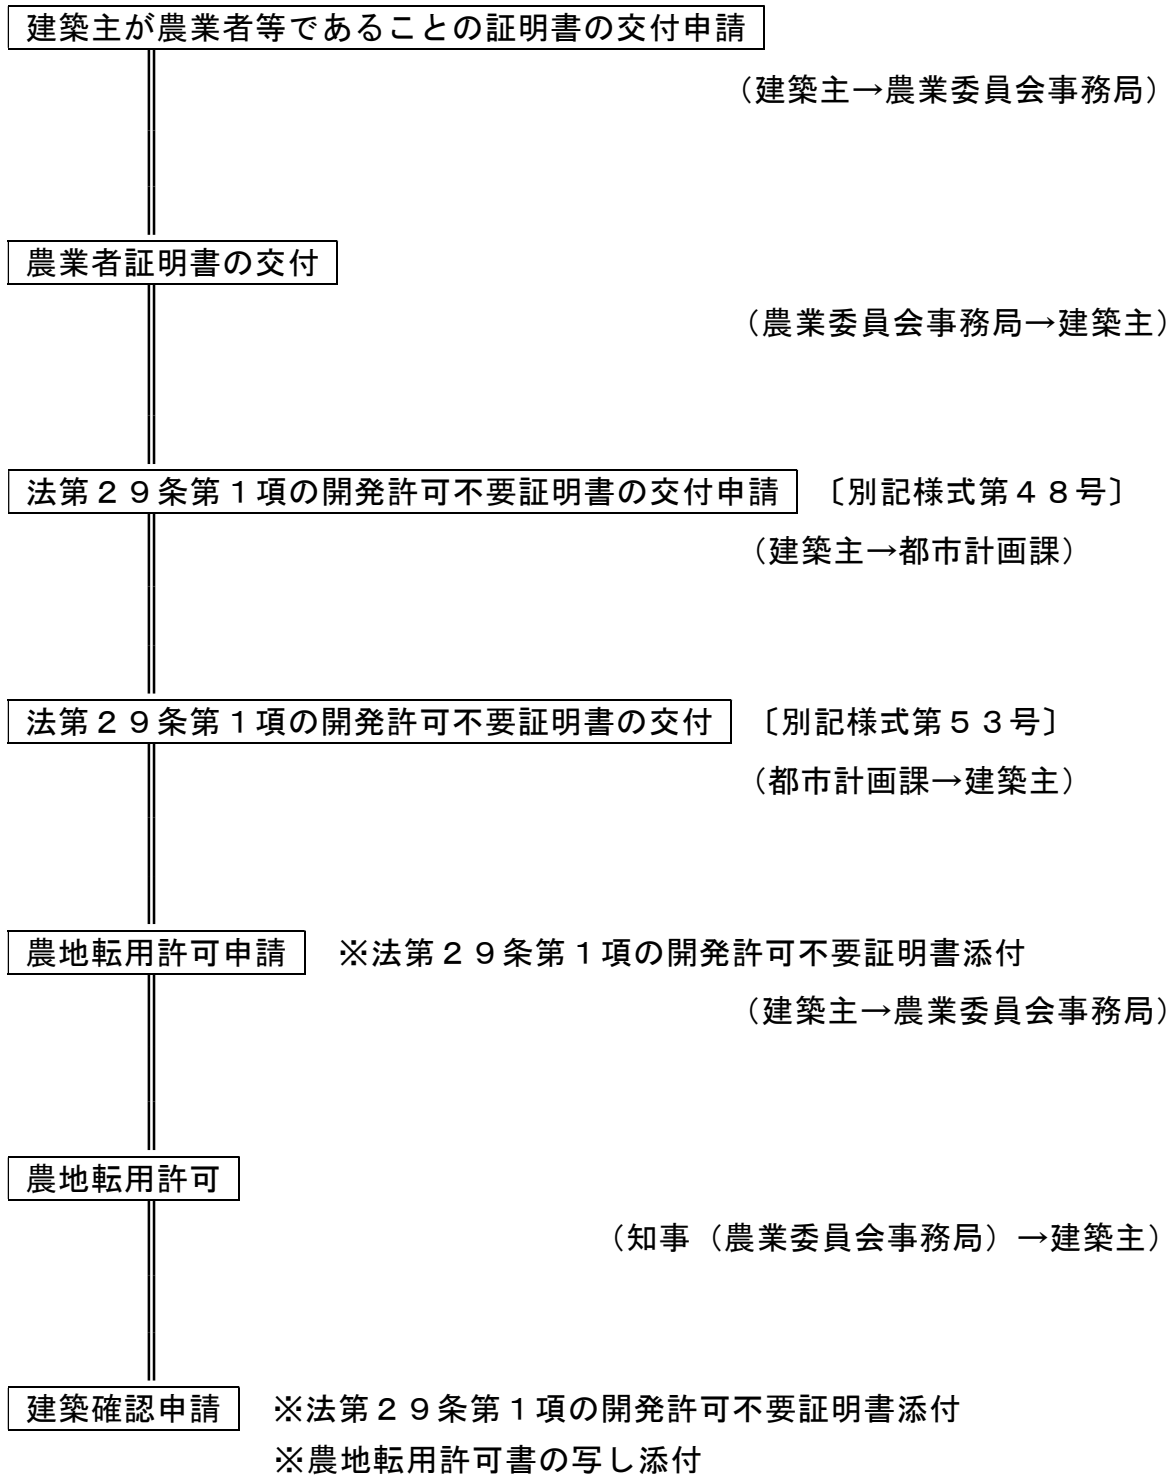 建築主が農業者等であることの証明書の交付申請
（建築主→農業委員会事務局）
農業者証明書の交付
（農業委員会事務局→建築主）
法第２９条第１項の開発許可不要証明書の交付申請 〔別記様式第４８号〕
（建築主→都市計画課）
法第２９条第１項の開発許可不要証明書の交付 〔別記様式第５３号〕
（都市計画課→建築主）
農地転用許可申請 ※法第２９条第１項の開発許可不要証明書添付
（建築主→農業委員会事務局）
農地転用許可
（知事（農業委員会事務局）→建築主）
建築確認申請 ※法第２９条第１項の開発許可不要証明書添付
※農地転用許可書の写し添付